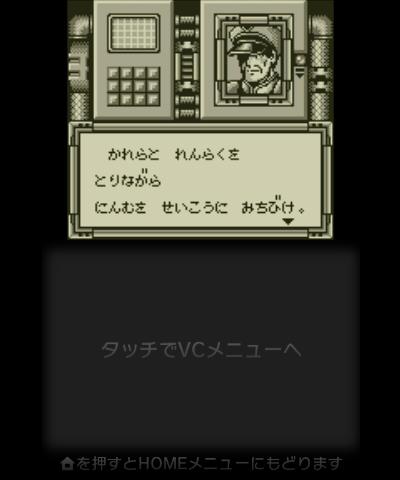 かれらと れんらくを
とりながら
にんむを せいこうに みちびけ。
タッチでVCメニューへ
を押すとHOMEメニューにもどります